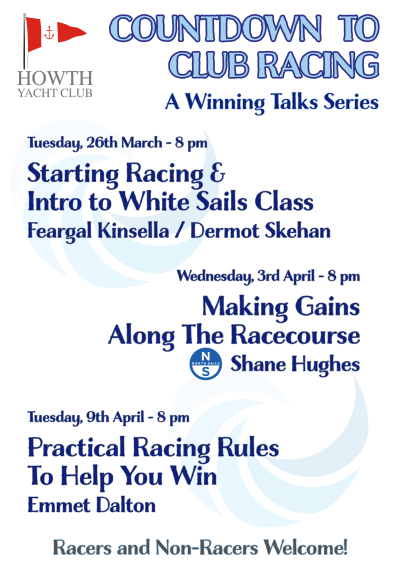 COUNTDOWN TO
CLUB RACING
HOWTH
YACHT CLUB
A Winning Talks Series
Tuesday, 26th March - 8 pm
Starting Racing &
Intro to White Sails Class
Feargal Kinsella / Dermot Skehan
Wednesday, 3rd April - 8 pm
Making Gains
Along The Racecourse
N
NORTH SAILS
S
Shane Hughes
Tuesday, 9th April - 8 pm
Practical Racing Rules
To Help You Win
Emmet Dalton
Racers and Non-Racers Welcome!